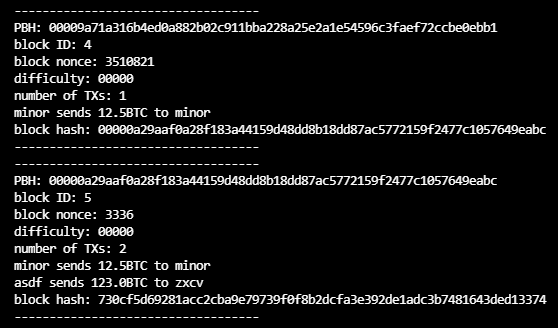 -----------------------------------
PBH: 00009a71a316b4ed0a882b02c911bba228a25e2a1e54596c3faef72ccbe0ebb1
block ID: 4
block nonce: 3510821
difficulty: 00000
number of TXs: 1
minor sends 12.5BTC to minor
block hash: 00000a29aaf0a28f183a44159d48dd8b18dd87ac5772159f2477c1057649eabc
-----------------------------------
-----------------------------------
PBH: 00000a29aaf0a28f183a44159d48dd8b18dd87ac5772159f2477c1057649eabc
block ID: 5
block nonce: 3336
difficulty: 00000
number of TXs: 2
minor sends 12.5BTC to minor
asdf sends 123.0BTC to zxcv
block hash: 730cf5d69281acc2cba9e79739f0f8b2dcfa3e392de1adc3b7481643ded13374
-----------------------------------